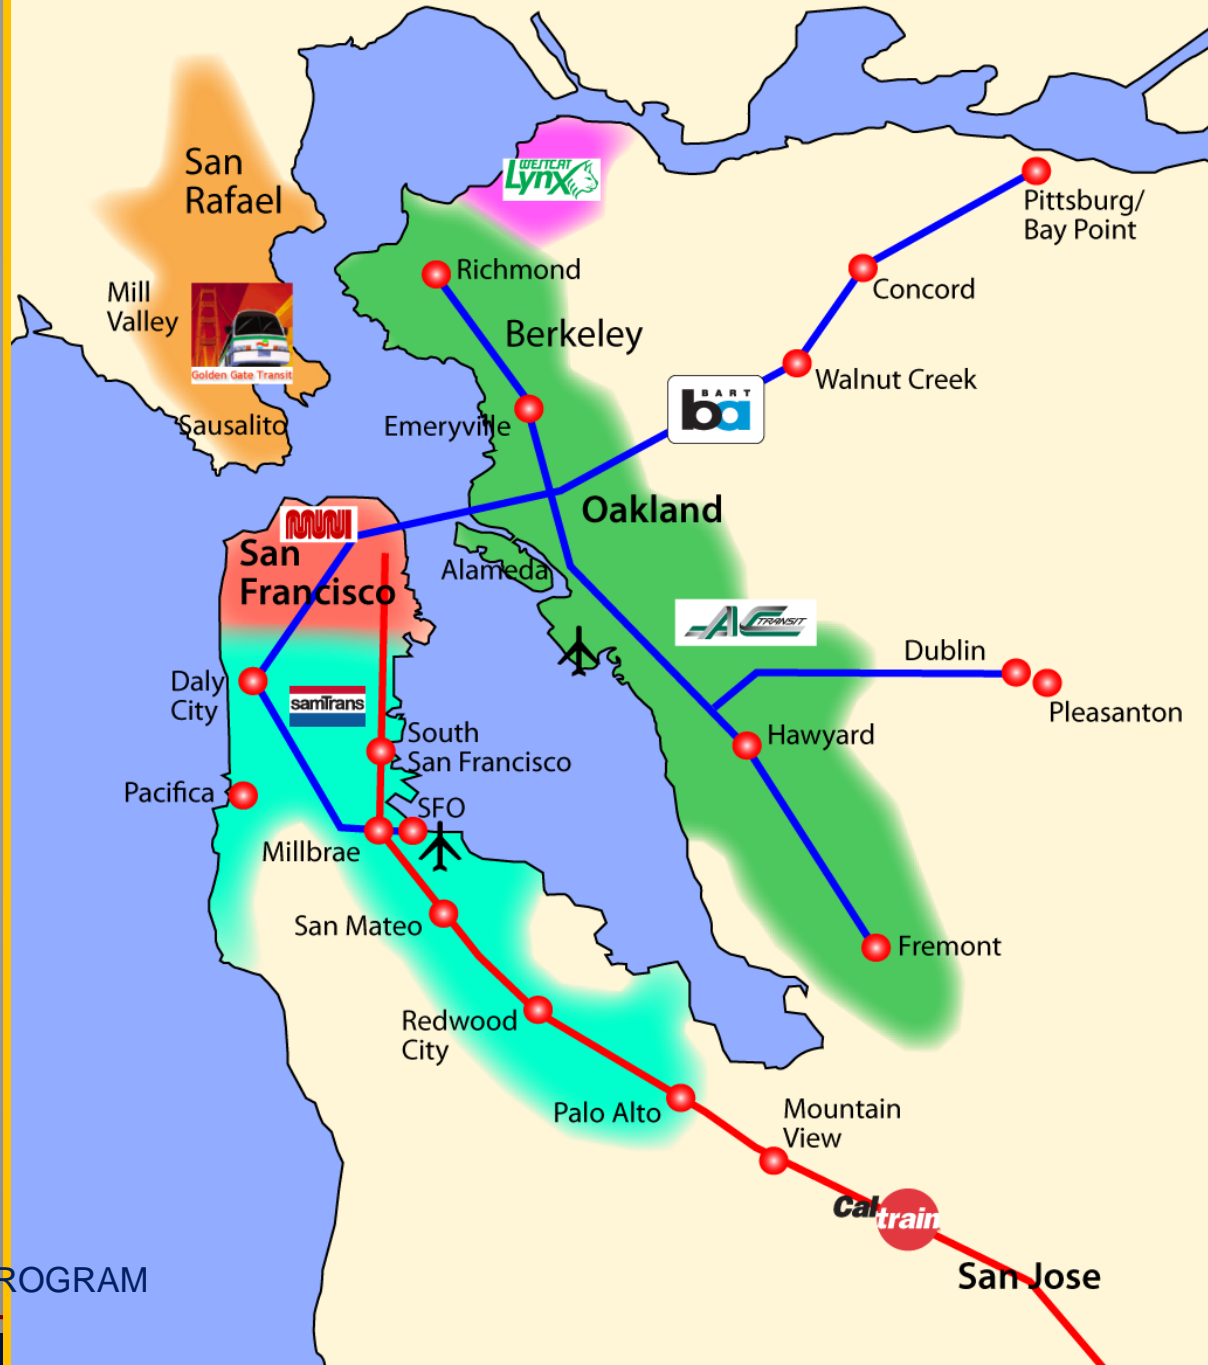 San
Rafael
WESTCAT
Lynx
Pittsburg/
Bay Point
Richmond
Concord
Mill
Valley
Berkeley
Golden Gate Transit
Walnut Creek
BART
ba
Sausalito
Emeryville
Oakland
MUNI
San
Francisco
Alameda
AC TRANSIT
Dublin
Daly
City
samTrans
Pleasanton
South
San Francisco
Hawyard
Pacifica
SFO
Millbrae
San Mateo
Fremont
Redwood
City
Palo Alto
Mountain
View
Caltrain
San Jose
ROGRAM